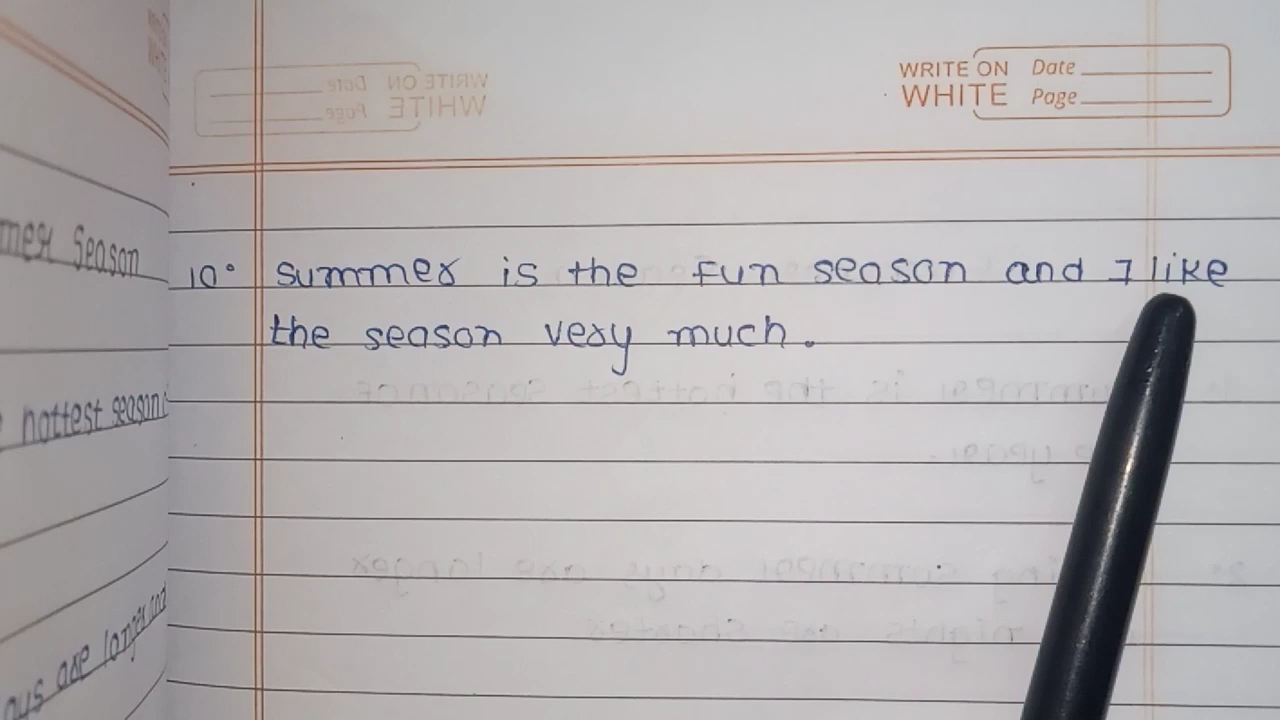 WRITE ON Date
WHITE Page
mer Season
hottest season
ays are longer and
10° summer is the Fun season and I like
the season very much.